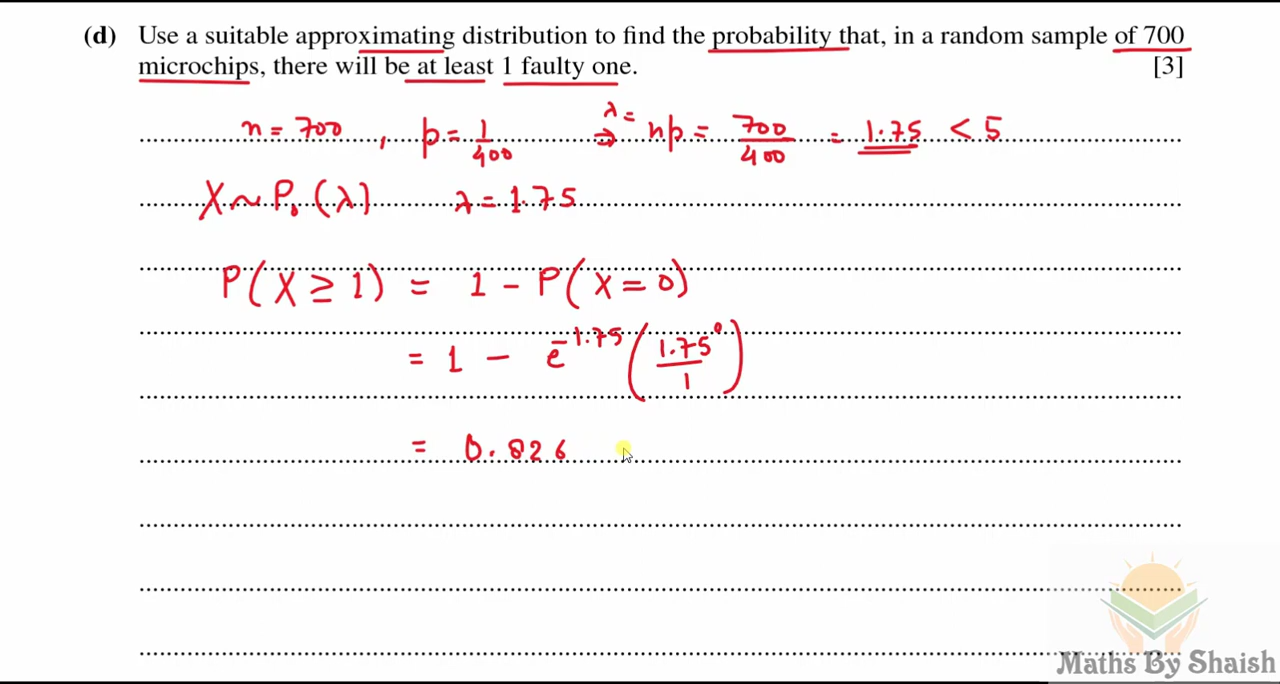 (d) Use a suitable approximating distribution to find the probability that, in a random sample of 700
microchips, there will be at least 1 faulty one. [3]
n = 700 , p = 1/400 ⇒ λ = np = 700/400 = 1.75 < 5
X ~ Po(λ) λ = 1.75
P(X ≥ 1) = 1 - P(X = 0)
= 1 - e^-1.75 (1.75^0/1)
= 0.826
Maths By Shaish